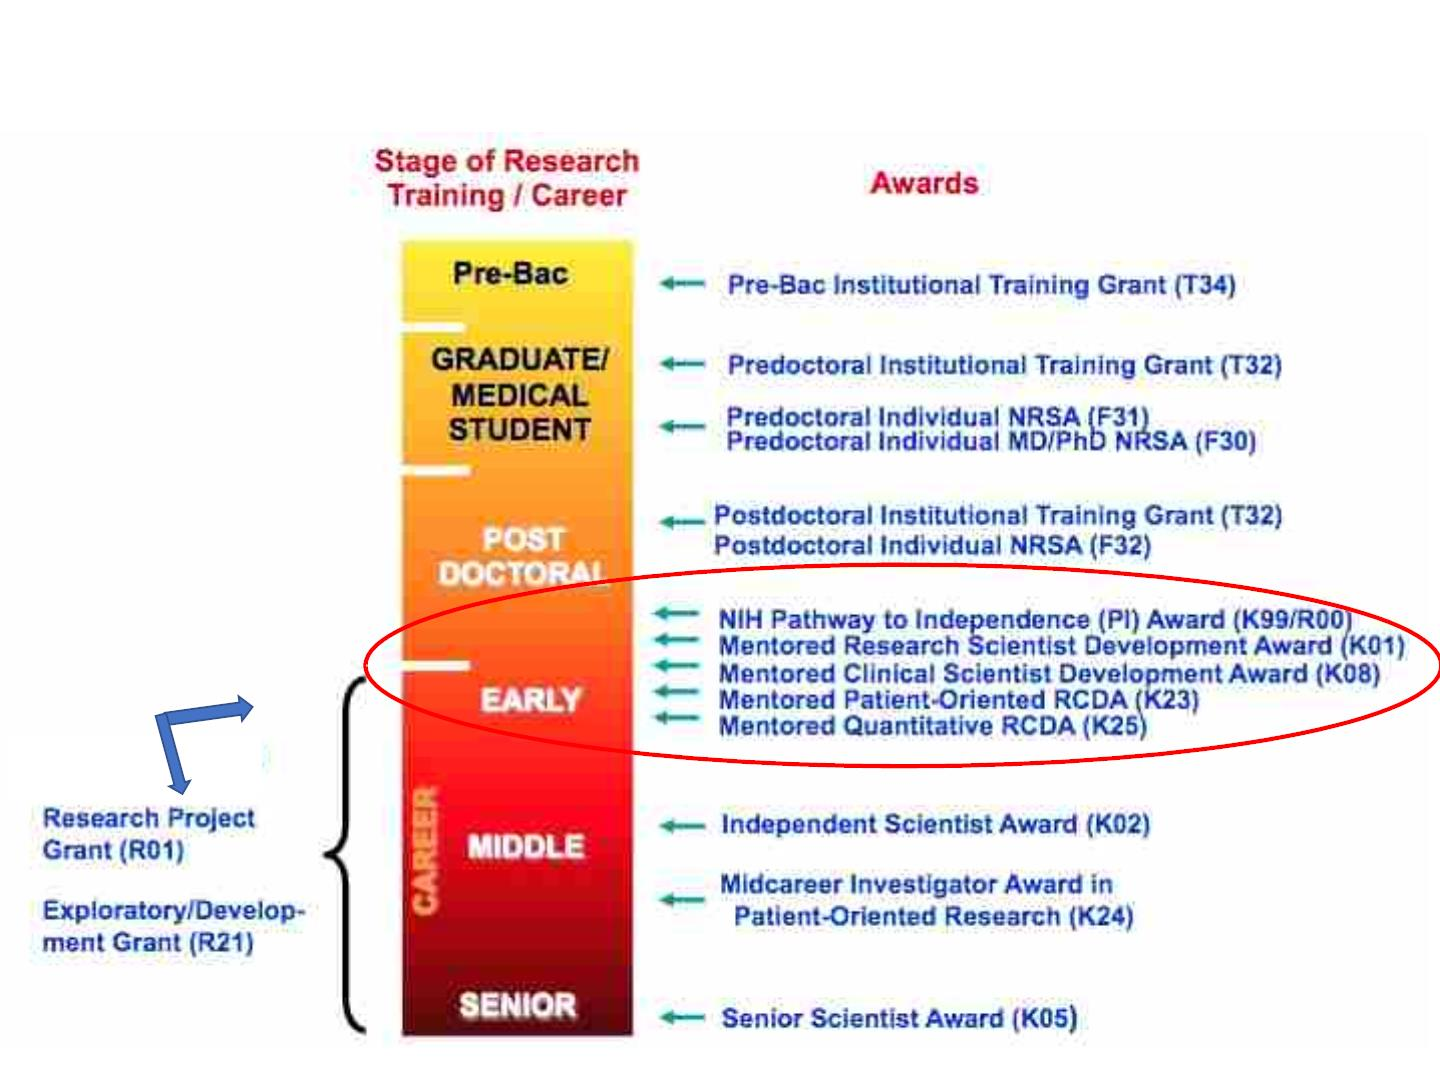 Stage of Research
Training / Career
Awards
Pre-Bac
Pre-Bac Institutional Training Grant (T34)
GRADUATE/
MEDICAL
STUDENT
Predoctoral Institutional Training Grant (T32)
Predoctoral Individual NRSA (F31)
Predoctoral Individual MD/PhD NRSA (F30)
POST
DOCTORAL
Postdoctoral Institutional Training Grant (T32)
Postdoctoral Individual NRSA (F32)
NIH Pathway to Independence (PI) Award (K99/R00)
Mentored Research Scientist Development Award (K01)
Mentored Clinical Scientist Development Award (K08)
Mentored Patient-Oriented RCDA (K23)
Mentored Quantitative RCDA (K25)
EARLY
CAREER
MIDDLE
Independent Scientist Award (K02)
Midcareer Investigator Award in
Patient-Oriented Research (K24)
SENIOR
Senior Scientist Award (K05)
Research Project
Grant (R01)
Exploratory/Develop-
ment Grant (R21)